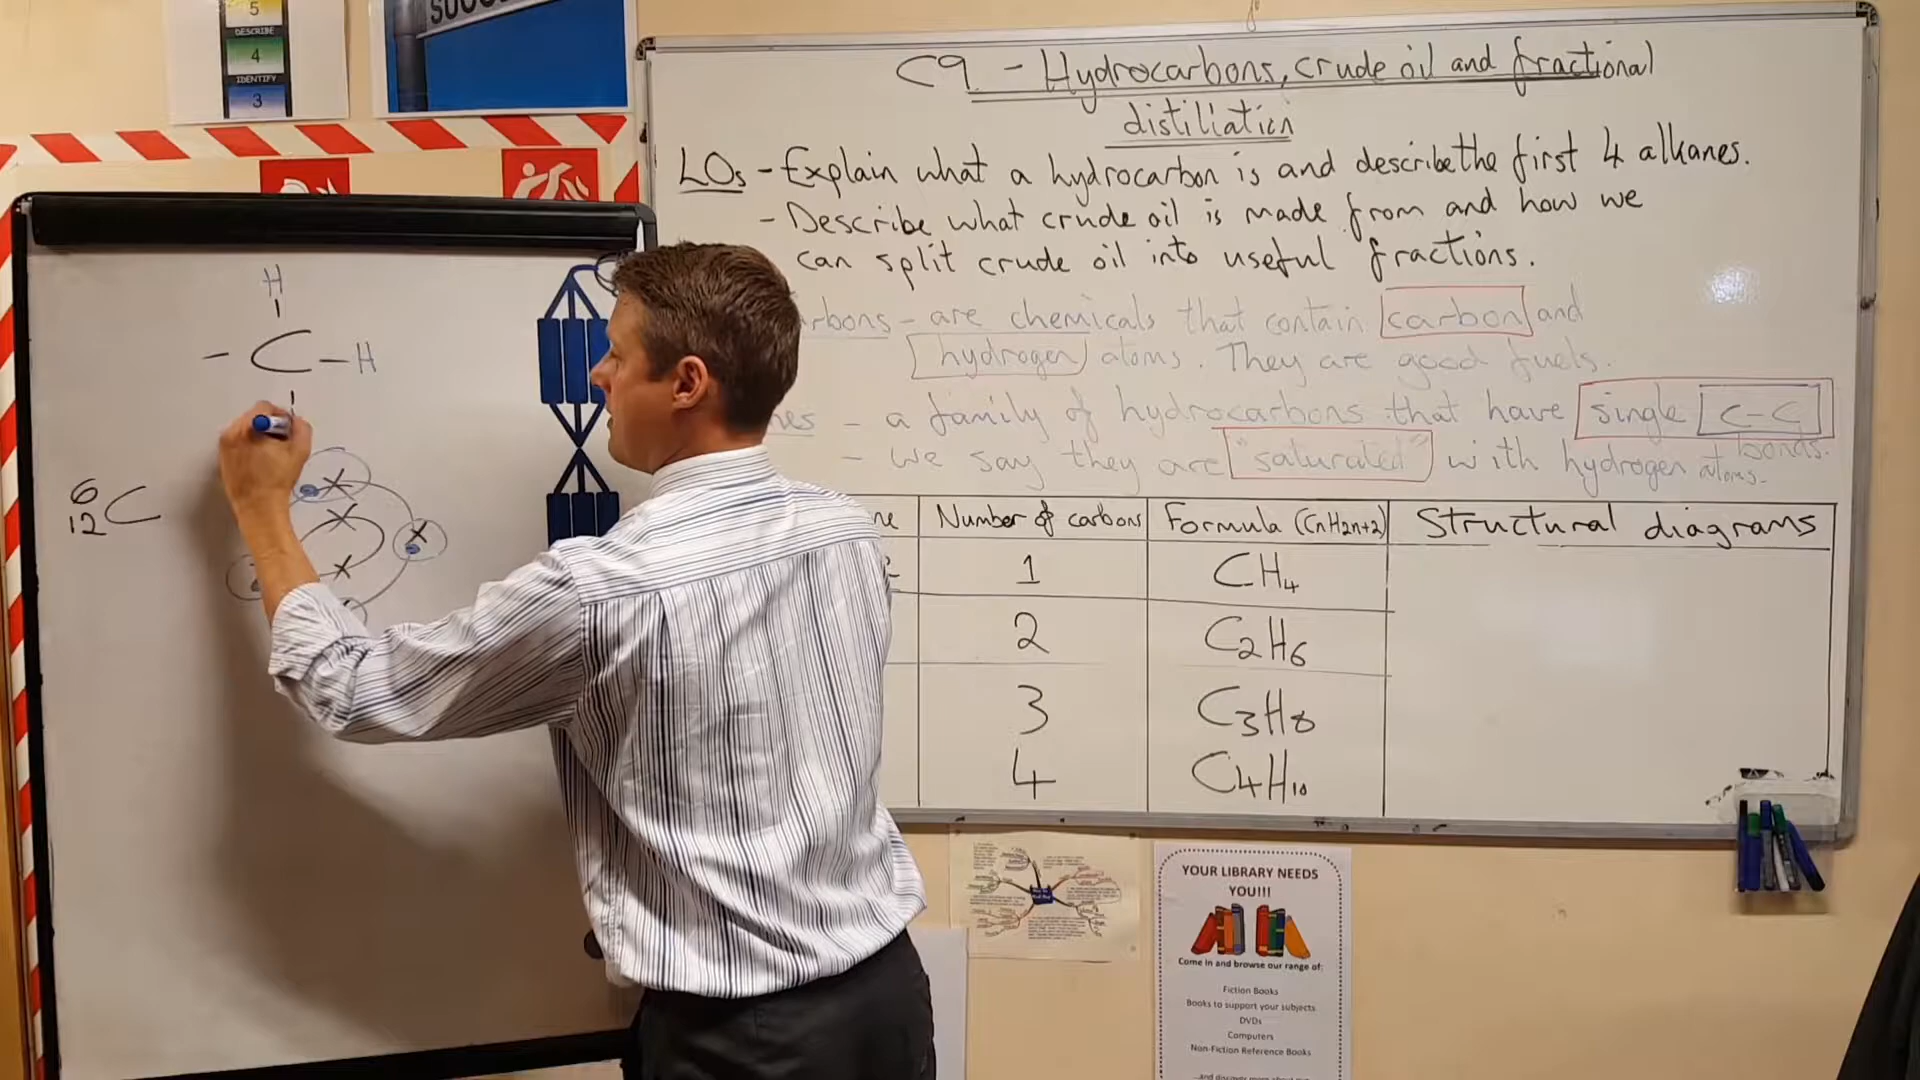 5
DESCRIBE
4
IDENTIFY
3
H
C H
6
12 C
C9 - Hydrocarbons, crude oil and fractional
distiliation
LOs - Explain what a hydrocarbon is and describe the first 4 alkanes.
- Describe what crude oil is made from and how we
can split crude oil into useful fractions.
rbons - are chemicals that contain carbon and
hydrogen atoms. They are good fuels.
nes - a family of hydrocarbons that have single C-C
bonds.
- We say they are "saturated" with hydrogen atoms.
ne Number of carbons Formula (CnH2n+2) Structural diagrams
1 CH4
2 C2H6
3 C3H8
4 C4H10
YOUR LIBRARY NEEDS
YOU!!!
Come in and browse our range of:
Fiction Books
Books to support your subjects
DVDs
Computers
Non-Fiction Reference Books